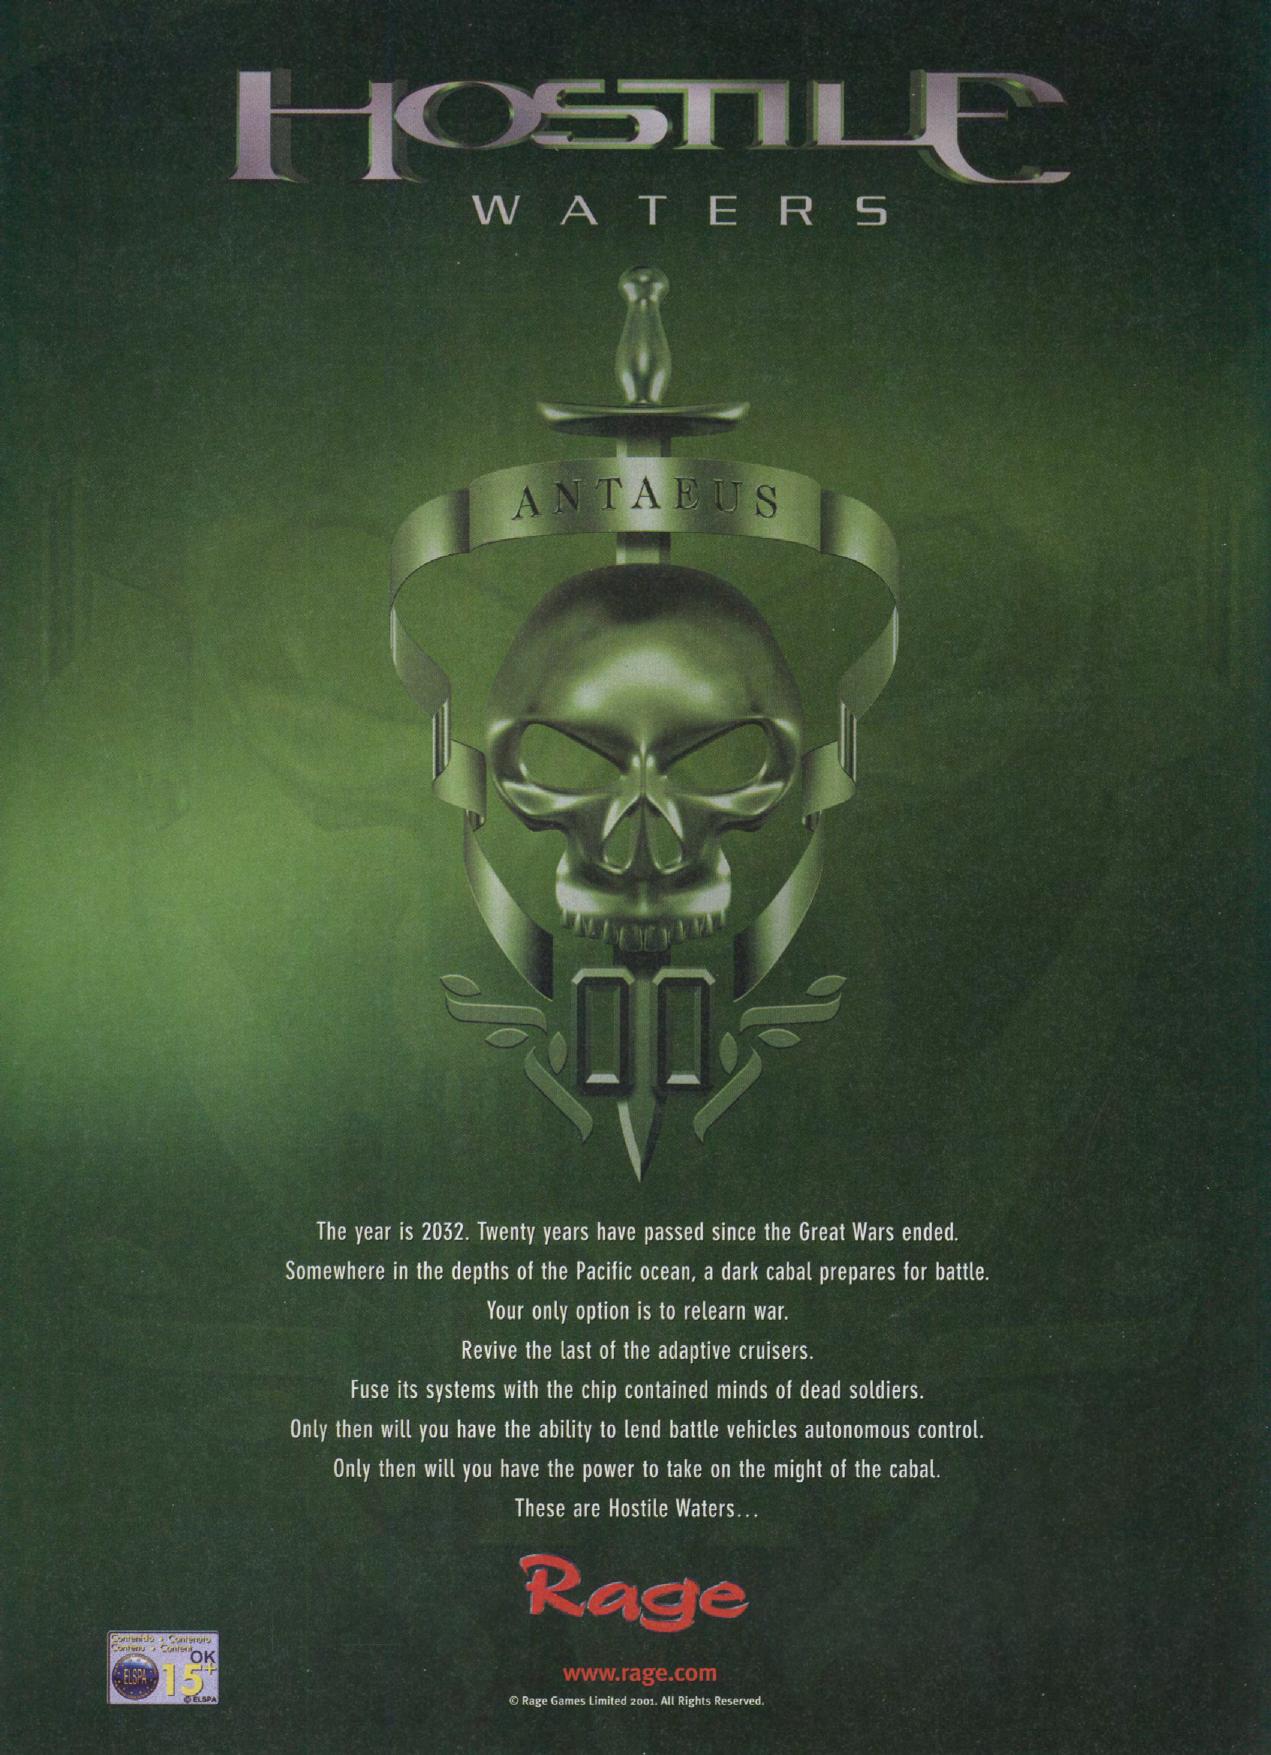 HOSTILE
WATERS
ANTAEUS
00
The year is 2032. Twenty years have passed since the Great Wars ended.
Somewhere in the depths of the Pacific ocean, a dark cabal prepares for battle.
Your only option is to relearn war.
Revive the last of the adaptive cruisers.
Fuse its systems with the chip contained minds of dead soldiers.
Only then will you have the ability to lend battle vehicles autonomous control.
Only then will you have the power to take on the might of the cabal.
These are Hostile Waters...
Rage
www.rage.com
© Rage Games Limited 2001. All Rights Reserved.
Contenido • Contenuto
Contenu • Content
OK
ELSPA
15+
© ELSPA